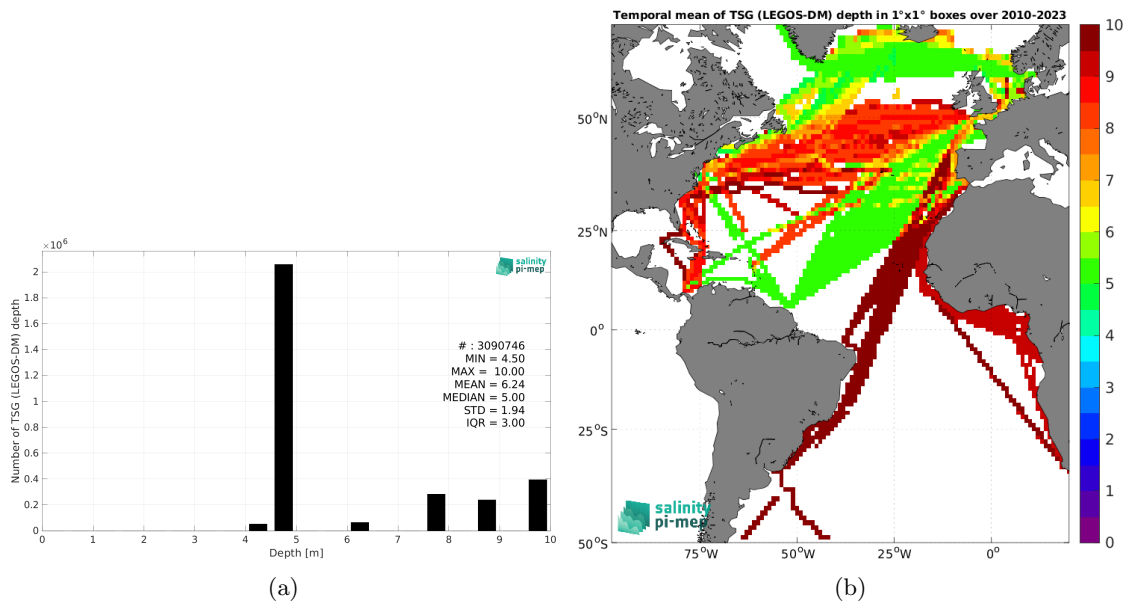 ×10⁶
2
1.8
1.6
1.4
1.2
1
0.8
0.6
0.4
0.2
0
Number of TSG (LEGOS-DM) depth
salinity
pi-mep
# : 3090746
MIN = 4.50
MAX = 10.00
MEAN = 6.24
MEDIAN = 5.00
STD = 1.94
IQR = 3.00
0 1 2 3 4 5 6 7 8 9 10
Depth [m]
(a)
Temporal mean of TSG (LEGOS-DM) depth in 1°x1° boxes over 2010-2023
50°N
25°N
0°
25°S
50°S
75°W 50°W 25°W 0°
salinity
pi-mep
10
9
8
7
6
5
4
3
2
1
0
(b)